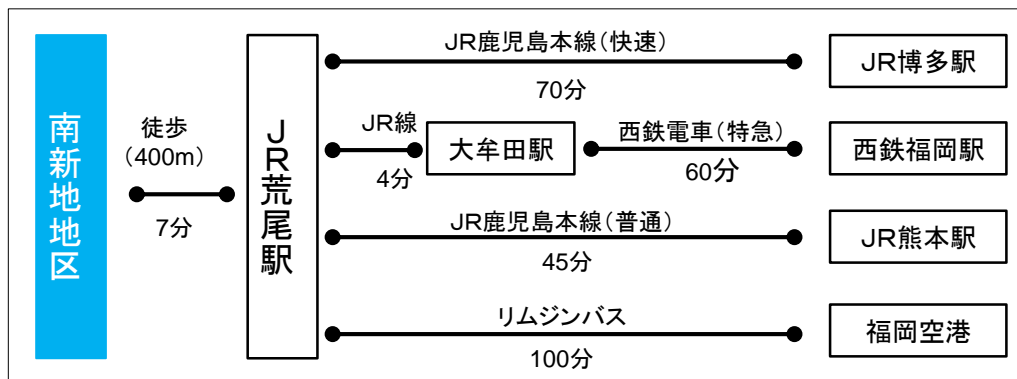 南新地地区
徒歩
（400m）
7分
JR荒尾駅
JR鹿児島本線（快速）
70分
JR博多駅
JR線
4分
大牟田駅
西鉄電車（特急）
60分
西鉄福岡駅
JR鹿児島本線（普通）
45分
JR熊本駅
リムジンバス
100分
福岡空港